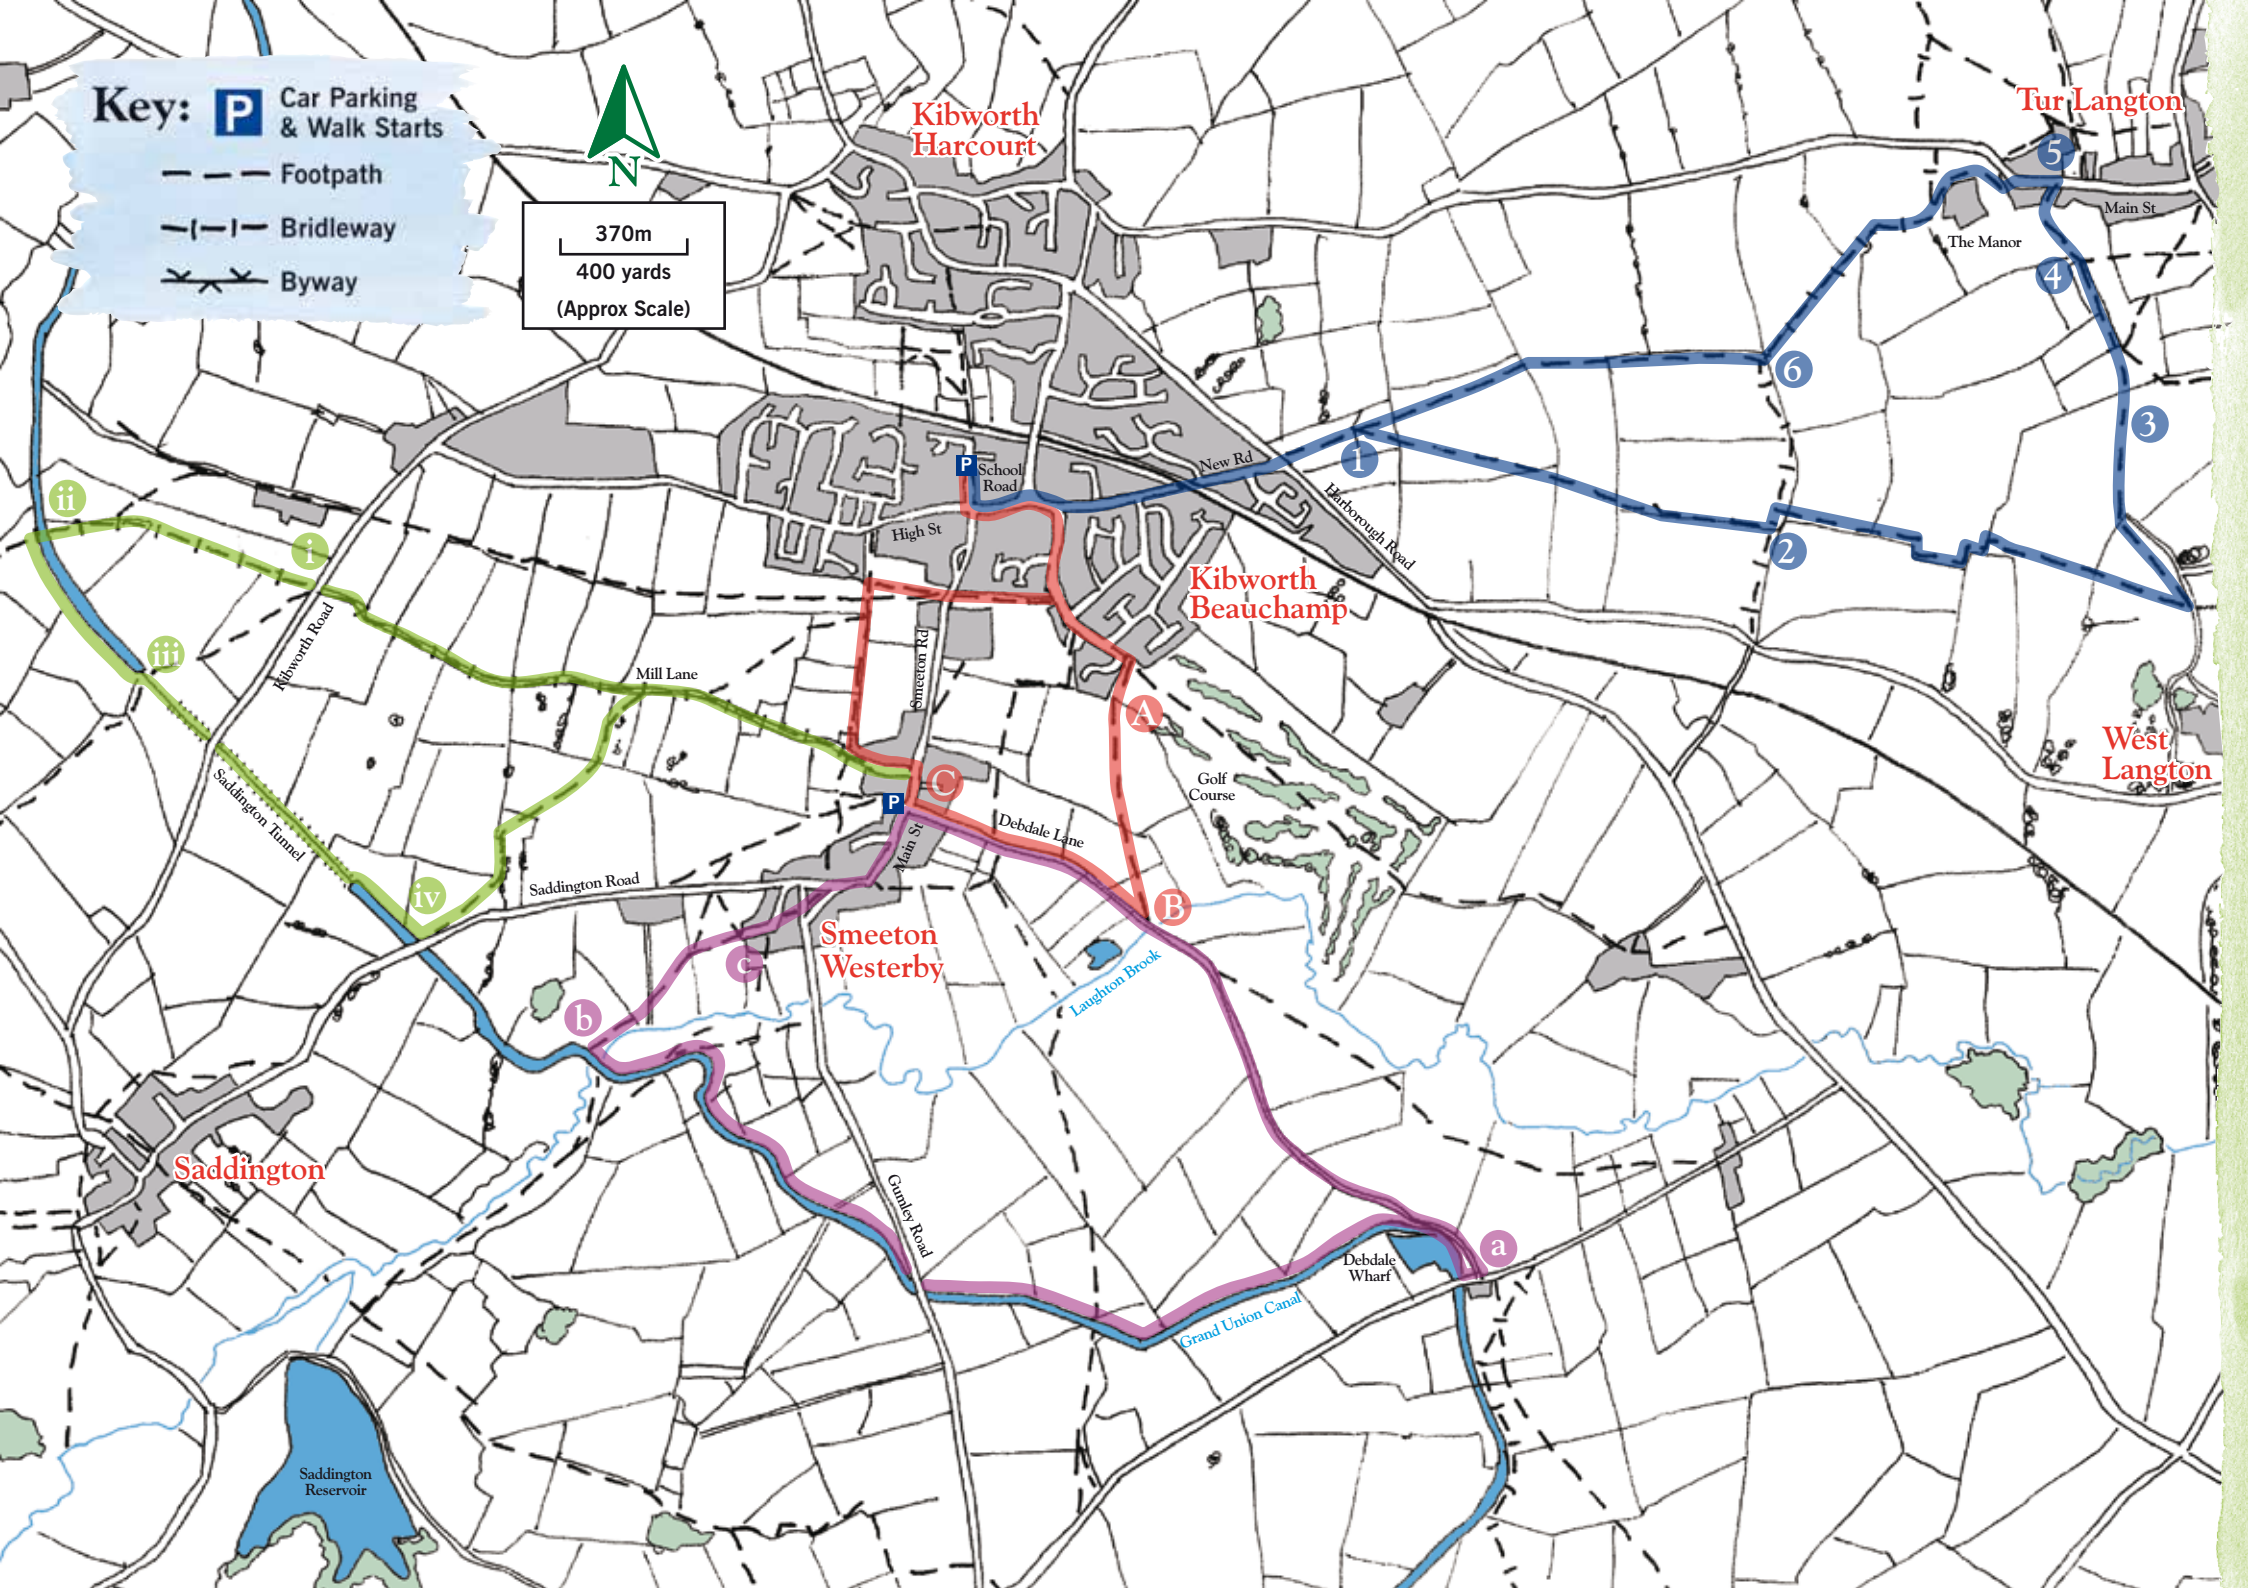 Key:
P
Car Parking
& Walk Starts
Footpath
Bridleway
Byway
N
370m
400 yards
(Approx Scale)
Kibworth
Harcourt
Tur Langton
5
Main St
The Manor
4
6
3
P
School
Road
New Rd
1
Harborough Road
High St
2
ii
i
Kibworth
Beauchamp
iii
Kibworth Road
Smeeton Rd
Mill Lane
A
West
Langton
Golf
Course
C
P
Saddington Tunnel
Debdale Lane
Main St
Saddington Road
iv
B
Smeeton
Westerby
c
Laughton Brook
b
Saddington
Gumley Road
a
Debdale
Wharf
Grand Union Canal
Saddington
Reservoir